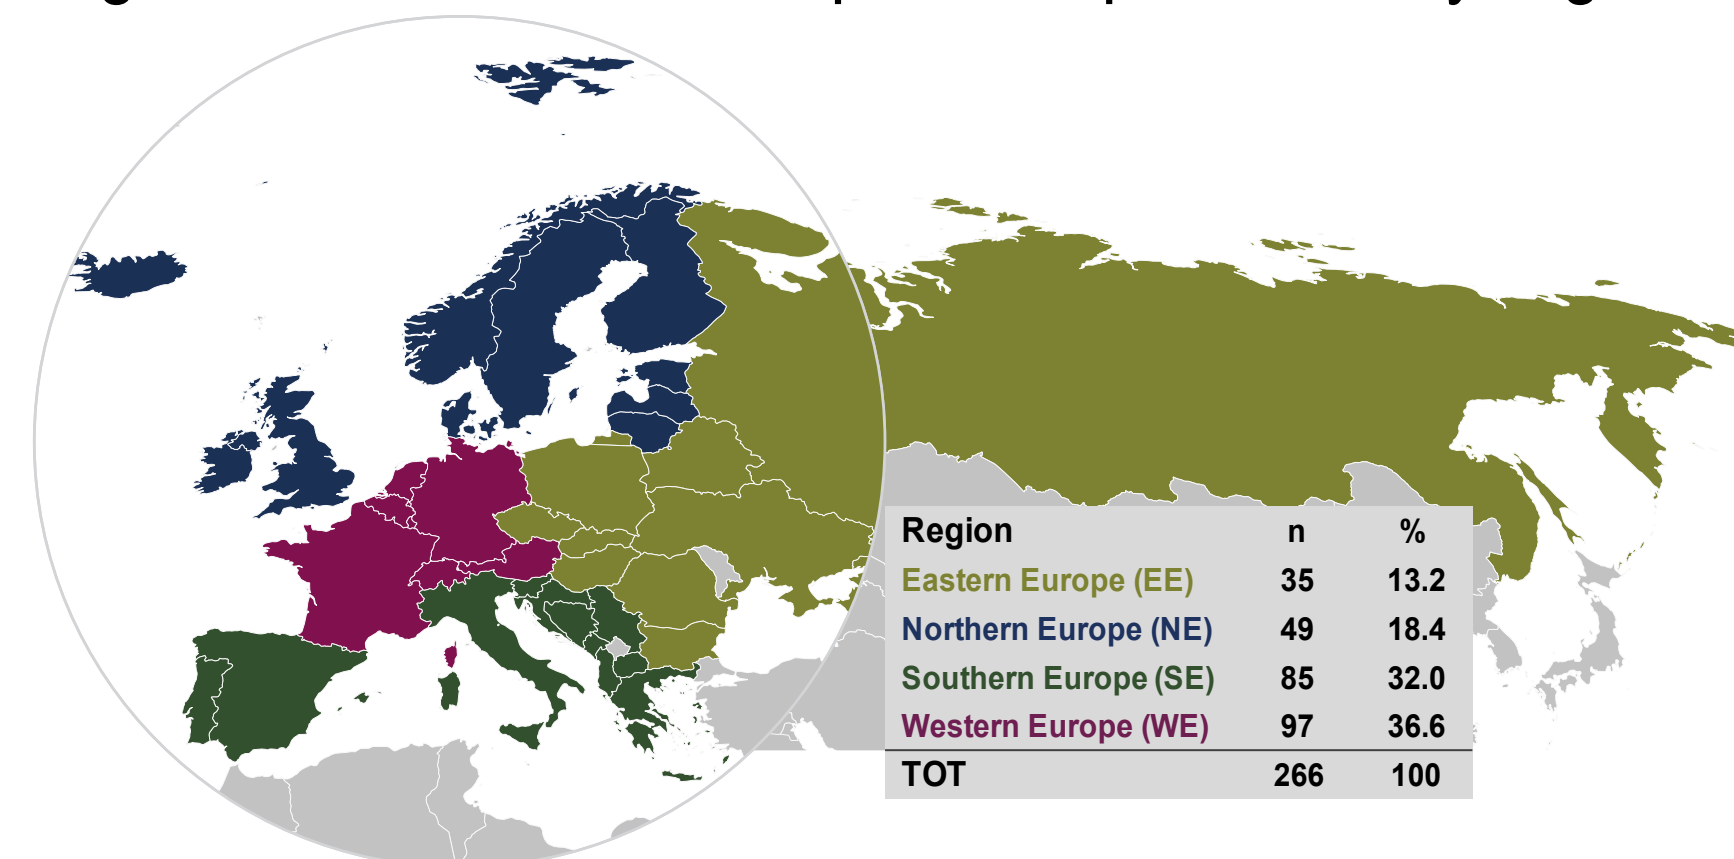 Region n %
Eastern Europe (EE) 35 13.2
Northern Europe (NE) 49 18.4
Southern Europe (SE) 85 32.0
Western Europe (WE) 97 36.6
TOT 266 100